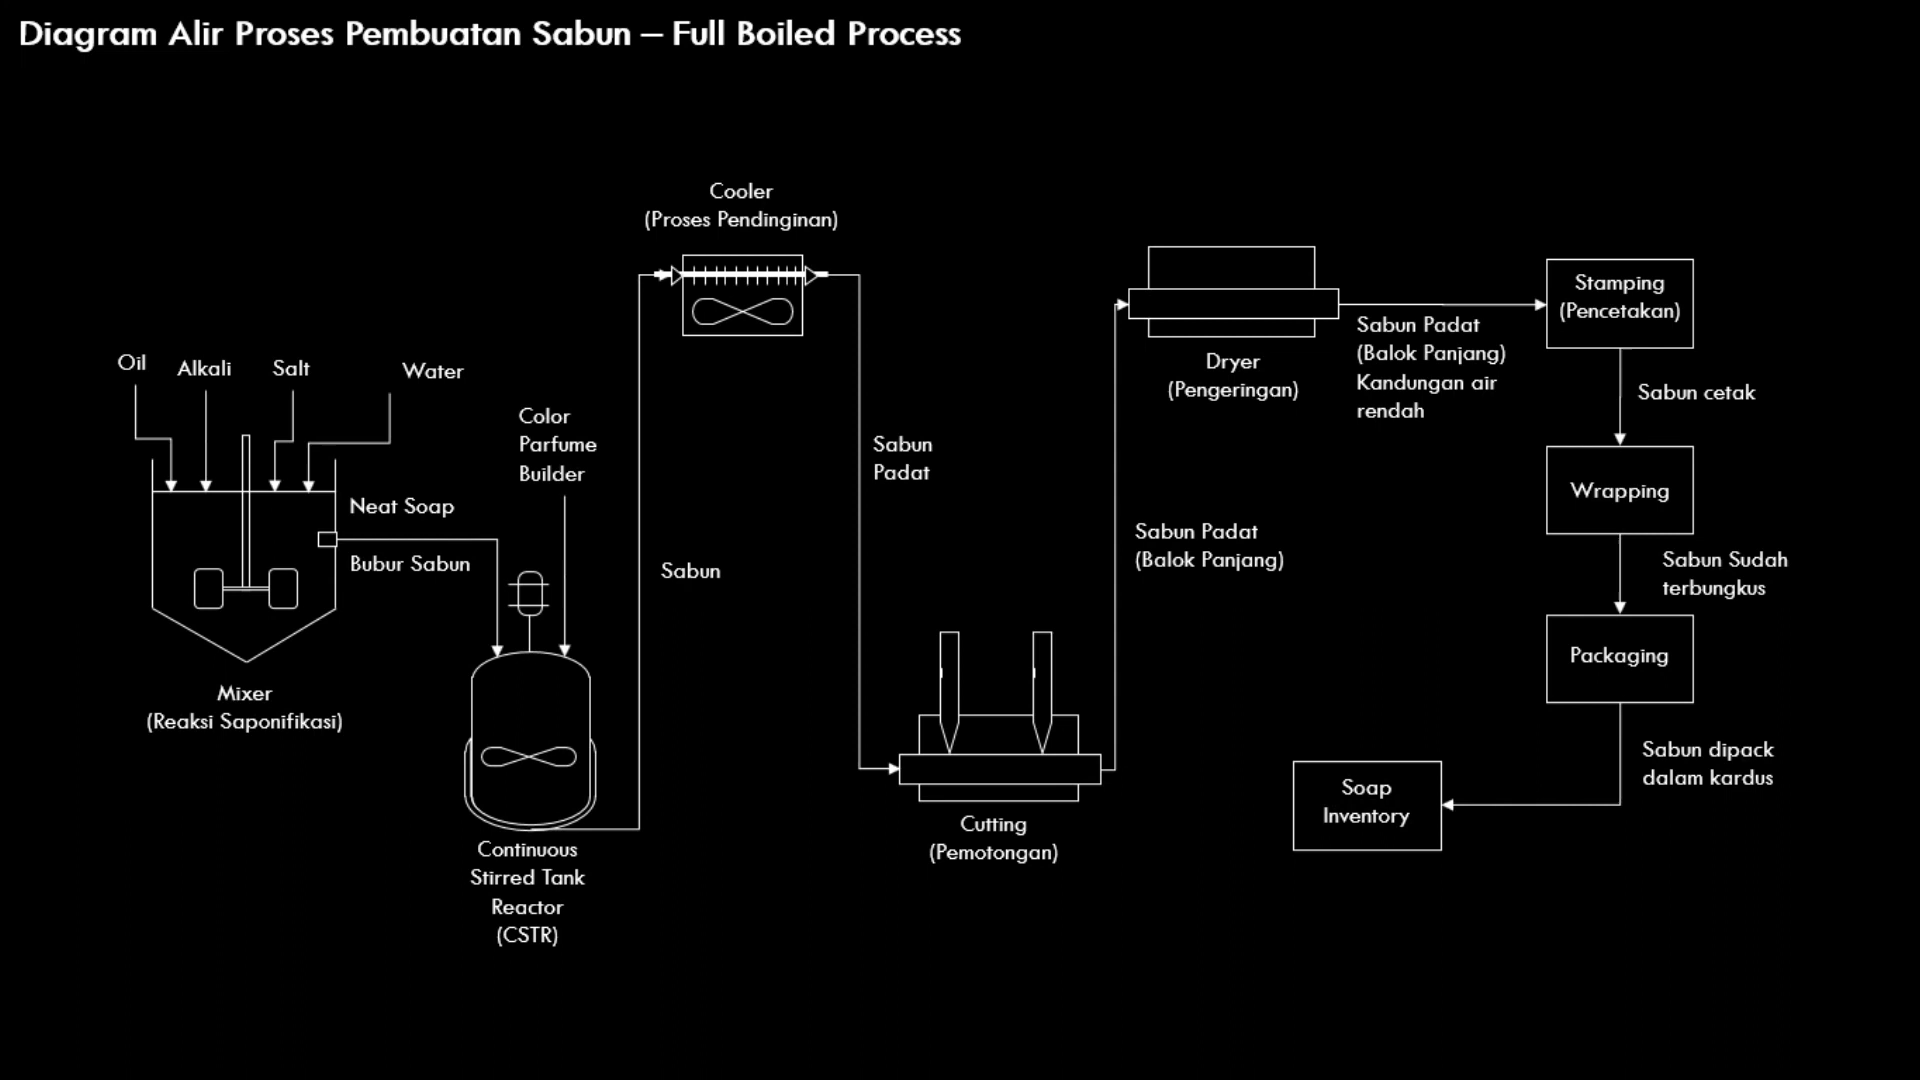 Diagram Alir Proses Pembuatan Sabun – Full Boiled Process
Oil
Alkali
Salt
Water
Neat Soap
Bubur Sabun
Mixer
(Reaksi Saponifikasi)
Color
Parfume
Builder
Continuous
Stirred Tank
Reactor
(CSTR)
Sabun
Cooler
(Proses Pendinginan)
Sabun
Padat
Cutting
(Pemotongan)
Sabun Padat
(Balok Panjang)
Dryer
(Pengeringan)
Sabun Padat
(Balok Panjang)
Kandungan air
rendah
Stamping
(Pencetakan)
Sabun cetak
Wrapping
Sabun Sudah
terbungkus
Packaging
Sabun dipack
dalam kardus
Soap
Inventory